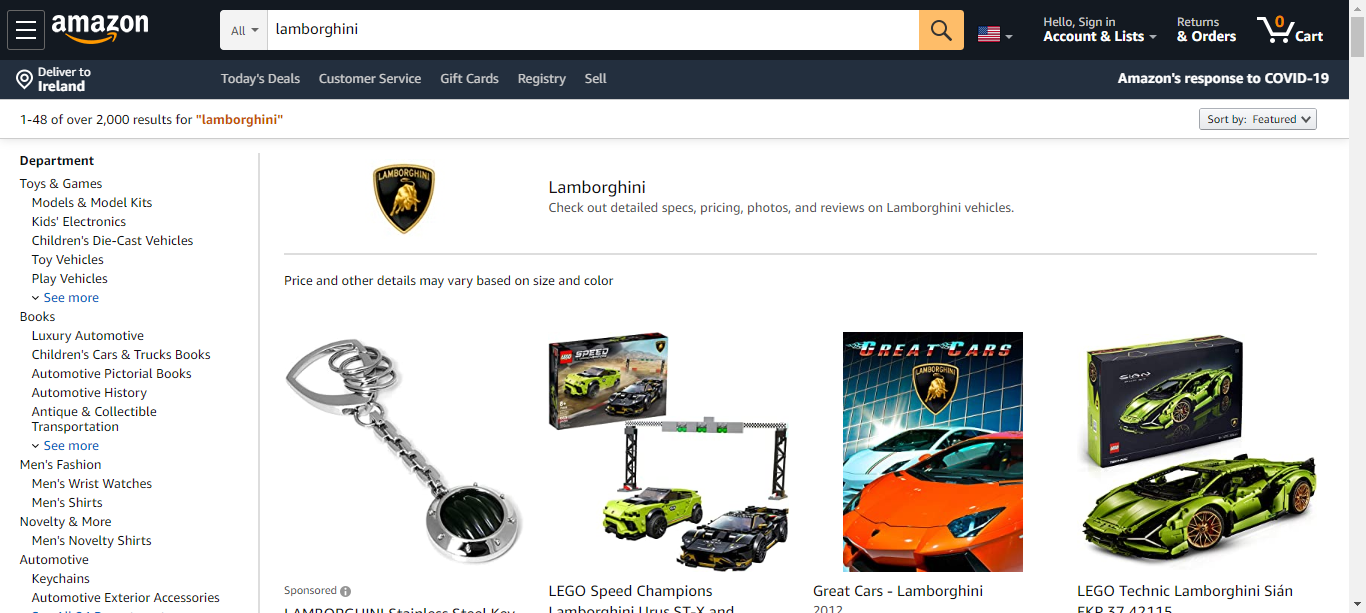 amazon
All
lamborghini
Hello, Sign in
Account & Lists
Returns
& Orders
0
Cart
Deliver to
Ireland
Today's Deals
Customer Service
Gift Cards
Registry
Sell
Amazon's response to COVID-19
1-48 of over 2,000 results for "lamborghini"
Sort by: Featured
Department
Toys & Games
Models & Model Kits
Kids' Electronics
Children's Die-Cast Vehicles
Toy Vehicles
Play Vehicles
See more
Books
Luxury Automotive
Children's Cars & Trucks Books
Automotive Pictorial Books
Automotive History
Antique & Collectible
Transportation
See more
Men's Fashion
Men's Wrist Watches
Men's Shirts
Novelty & More
Men's Novelty Shirts
Automotive
Keychains
Automotive Exterior Accessories
LAMBORGHINI
Lamborghini
Check out detailed specs, pricing, photos, and reviews on Lamborghini vehicles.
Price and other details may vary based on size and color
Sponsored
LAMBORGHINI Stainless Steel Key
LEGO
SPEED
LEGO Speed Champions
Lamborghini Urus ST-X and
GREAT CARS
LAMBORGHINI
Great Cars - Lamborghini
2012
SIÁN
LEGO
LEGO Technic Lamborghini Sián
FKP 37 42115